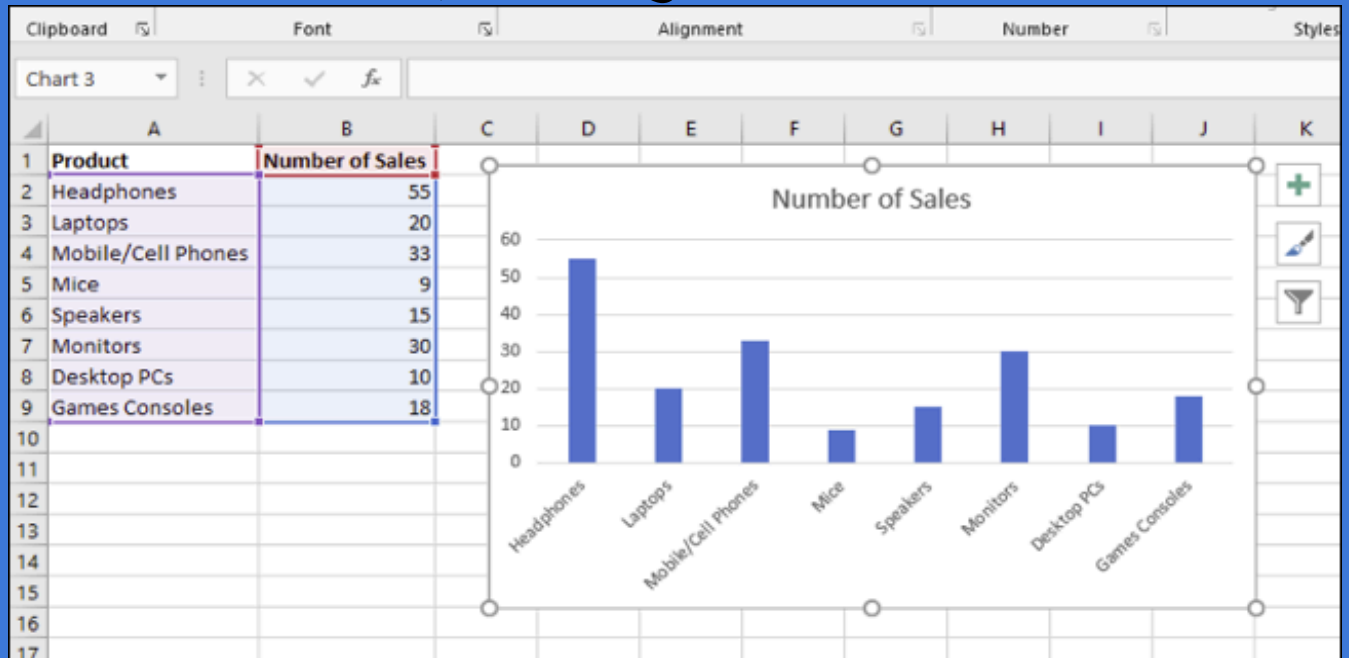 Clipboard Font Alignment Number Styles
Chart 3 fx
A B C D E F G H I J K
1 Product Number of Sales
2 Headphones 55
3 Laptops 20
4 Mobile/Cell Phones 33
5 Mice 9
6 Speakers 15
7 Monitors 30
8 Desktop PCs 10
9 Games Consoles 18
10
11
12
13
14
15
16
17
Number of Sales
60
50
40
30
20
10
0
Headphones Laptops Mobile/Cell Phones Mice Speakers Monitors Desktop PCs Games Consoles